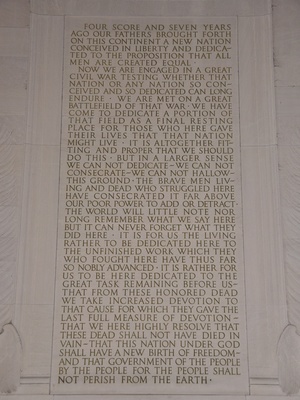 FOUR SCORE AND SEVEN YEARS
AGO OUR FATHERS BROUGHT FORTH
ON THIS CONTINENT A NEW NATION
CONCEIVED IN LIBERTY AND DEDICA-
TED TO THE PROPOSITION THAT ALL
MEN ARE CREATED EQUAL ·
NOW WE ARE ENGAGED IN A GREAT
CIVIL WAR TESTING WHETHER THAT
NATION OR ANY NATION SO CON-
CEIVED AND SO DEDICATED CAN LONG
ENDURE · WE ARE MET ON A GREAT
BATTLEFIELD OF THAT WAR · WE HAVE
COME TO DEDICATE A PORTION OF
THAT FIELD AS A FINAL RESTING
PLACE FOR THOSE WHO HERE GAVE
THEIR LIVES THAT THAT NATION
MIGHT LIVE · IT IS ALTOGETHER FIT-
TING AND PROPER THAT WE SHOULD
DO THIS · BUT IN A LARGER SENSE
WE CAN NOT DEDICATE~WE CAN NOT
CONSECRATE~WE CAN NOT HALLOW~
THIS GROUND · THE BRAVE MEN LIV-
ING AND DEAD WHO STRUGGLED HERE
HAVE CONSECRATED IT FAR ABOVE
OUR POOR POWER TO ADD OR DETRACT ·
THE WORLD WILL LITTLE NOTE NOR
LONG REMEMBER WHAT WE SAY HERE
BUT IT CAN NEVER FORGET WHAT THEY
DID HERE · IT IS FOR US THE LIVING
RATHER TO BE DEDICATED HERE TO
THE UNFINISHED WORK WHICH THEY
WHO FOUGHT HERE HAVE THUS FAR
SO NOBLY ADVANCED · IT IS RATHER FOR
US TO BE HERE DEDICATED TO THE
GREAT TASK REMAINING BEFORE US~
THAT FROM THESE HONORED DEAD
WE TAKE INCREASED DEVOTION TO
THAT CAUSE FOR WHICH THEY GAVE THE
LAST FULL MEASURE OF DEVOTION~
THAT WE HERE HIGHLY RESOLVE THAT
THESE DEAD SHALL NOT HAVE DIED IN
VAIN~THAT THIS NATION UNDER GOD
SHALL HAVE A NEW BIRTH OF FREEDOM~
AND THAT GOVERNMENT OF THE PEOPLE
BY THE PEOPLE FOR THE PEOPLE SHALL
NOT PERISH FROM THE EARTH ·